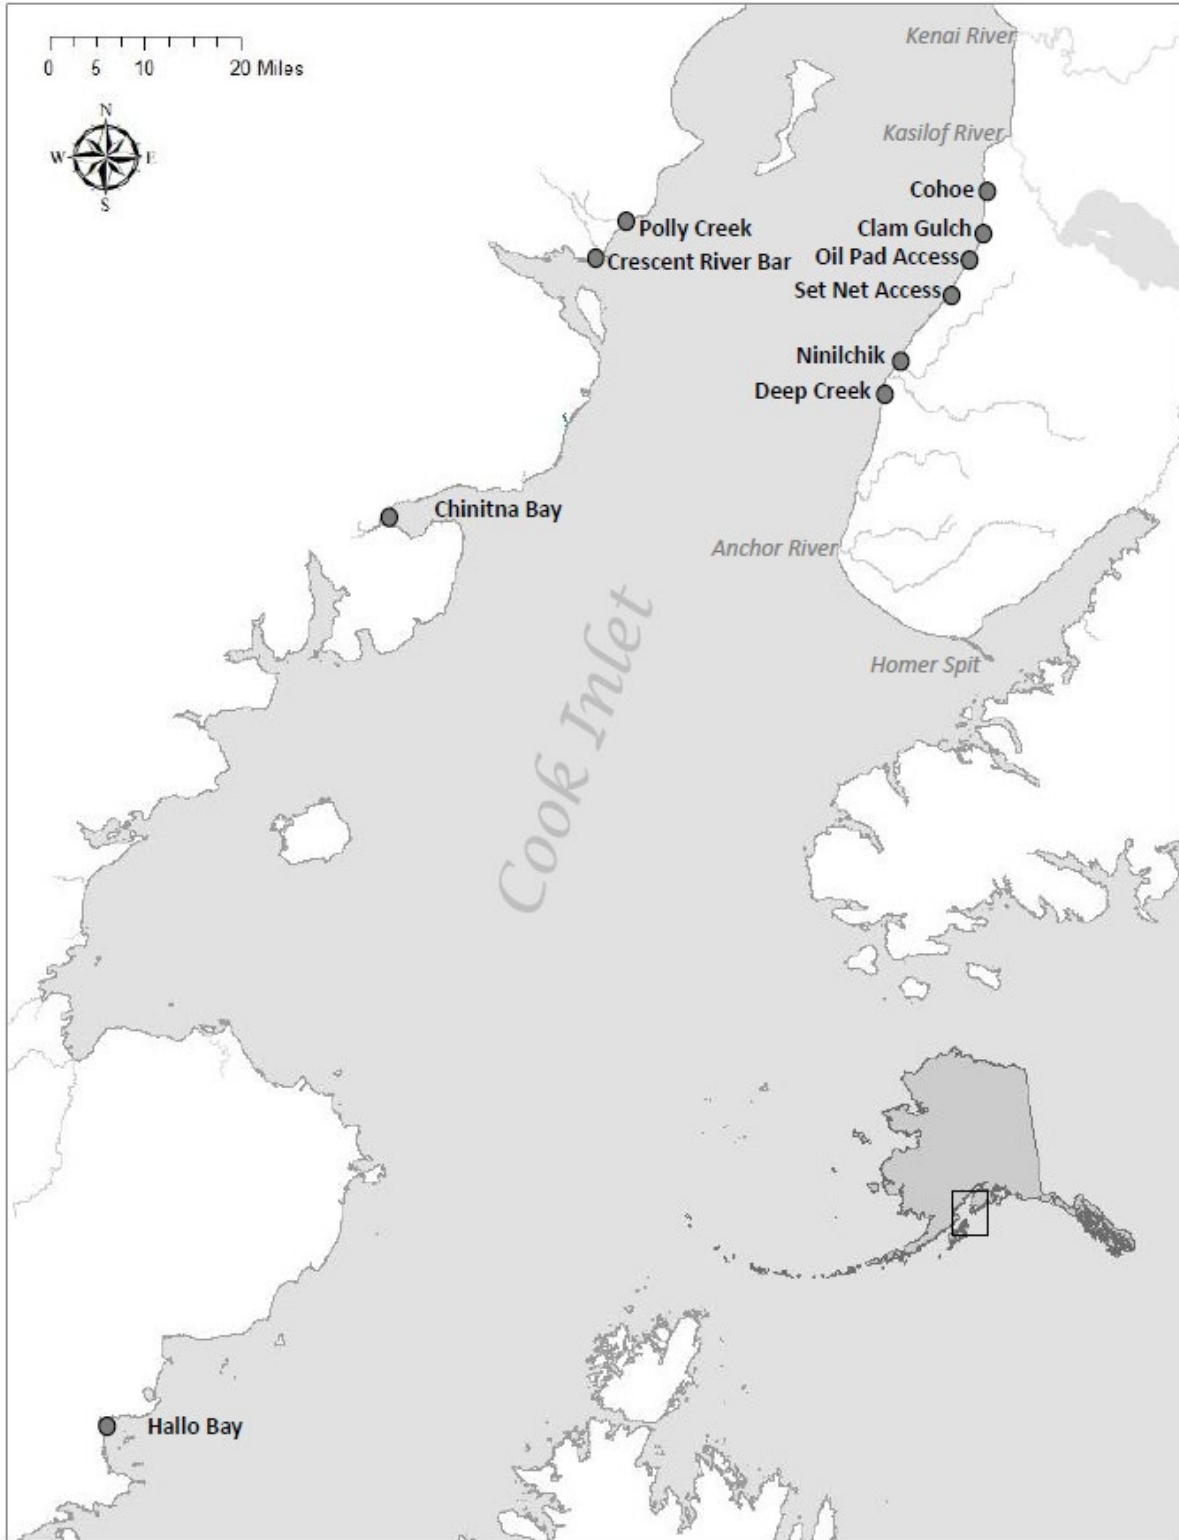 Kenai River
0 5 10 20 Miles
N
W E
S
Kasilof River
Cohoe
Polly Creek
Clam Gulch
Crescent River Bar
Oil Pad Access
Set Net Access
Ninilchik
Deep Creek
Chinitna Bay
Anchor River
Cook Inlet
Homer Spit
Hallo Bay